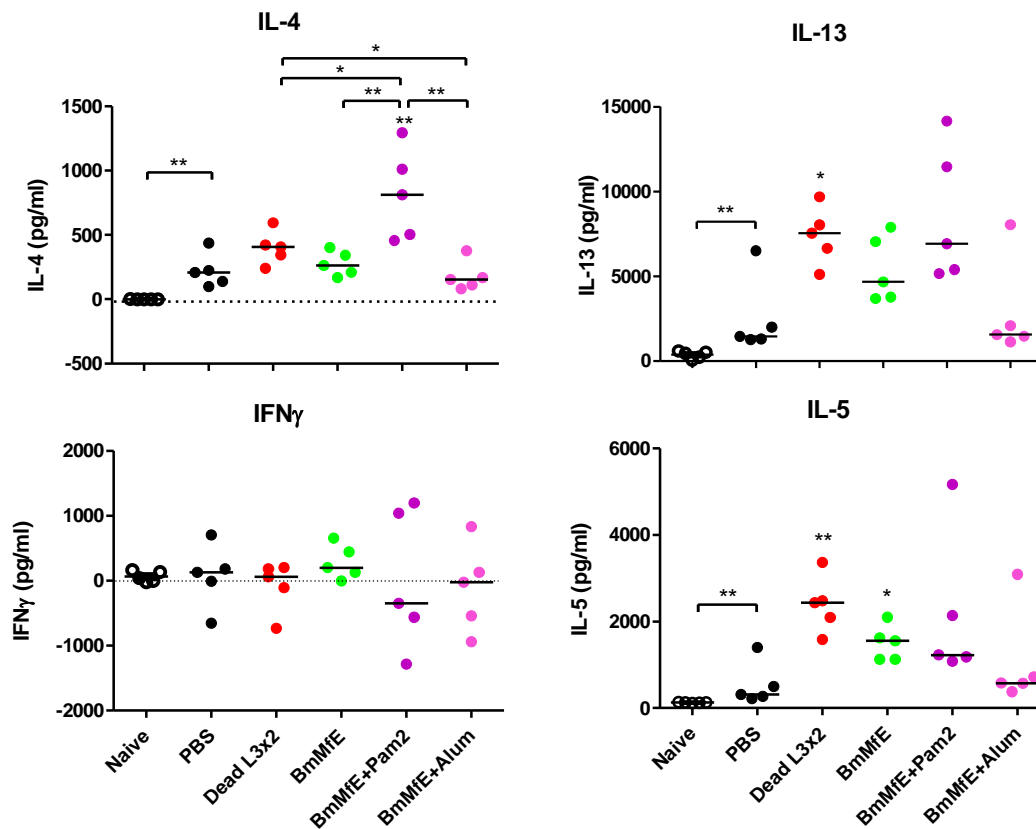 IL-4
*
*
** **
**
**
1500
1000
500
0
-500
IL-4 (pg/ml)
IL-13
**
*
15000
10000
5000
0
IL-13 (pg/ml)
IFNγ
2000
1000
0
-1000
-2000
IFNγ (pg/ml)
Naive
PBS
Dead L3x2
BmMfE
BmMfE+Pam2
BmMfE+Alum
IL-5
**
**
*
6000
4000
2000
0
IL-5 (pg/ml)
Naive
PBS
Dead L3x2
BmMfE
BmMfE+Pam2
BmMfE+Alum